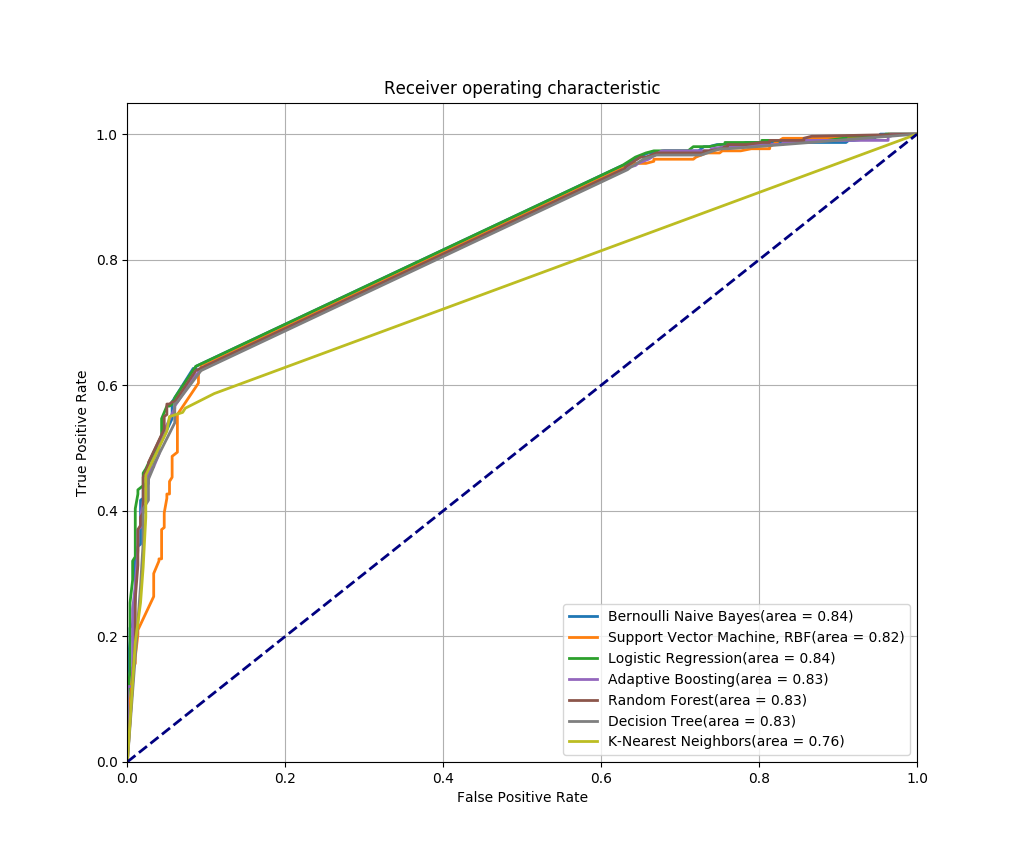 Receiver operating characteristic
1.0
0.8
0.6
0.4
0.2
0.0
True Positive Rate
Bernoulli Naive Bayes(area = 0.84)
Support Vector Machine, RBF(area = 0.82)
Logistic Regression(area = 0.84)
Adaptive Boosting(area = 0.83)
Random Forest(area = 0.83)
Decision Tree(area = 0.83)
K-Nearest Neighbors(area = 0.76)
0.0 0.2 0.4 0.6 0.8 1.0
False Positive Rate